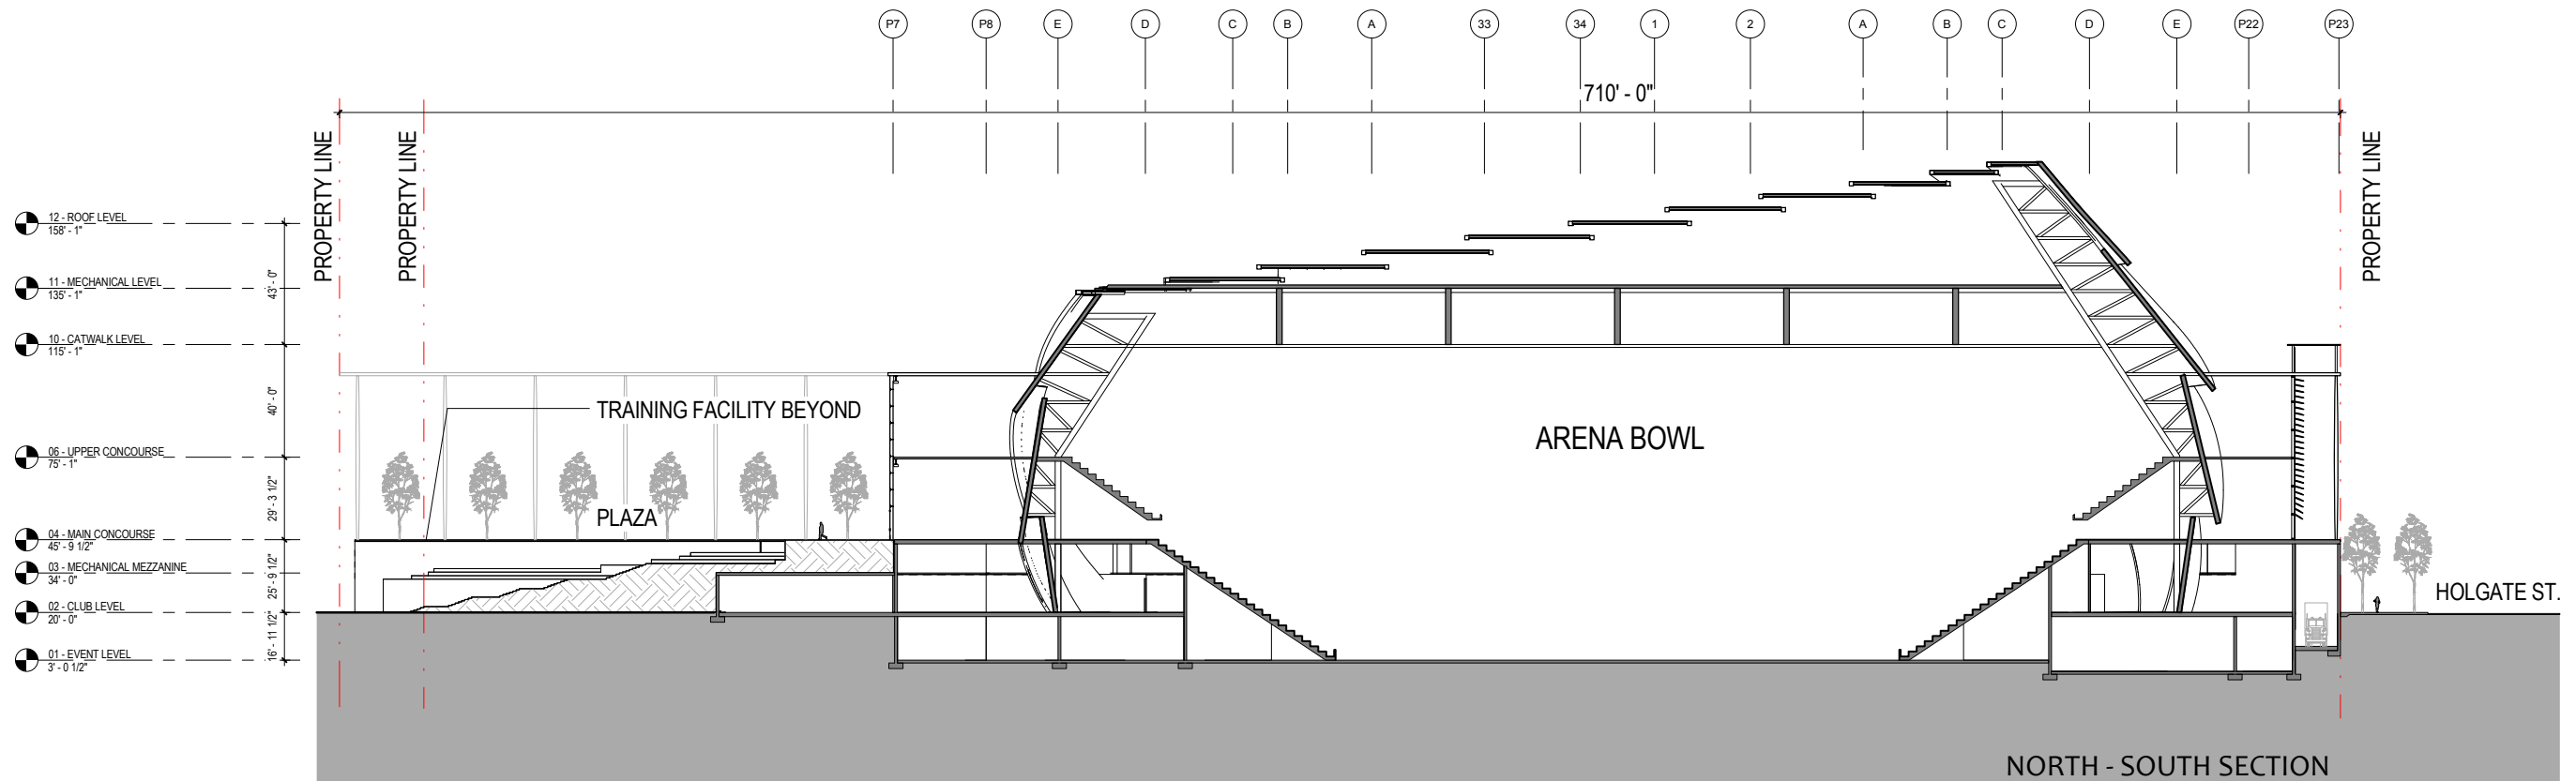 P7 P8 E D C B A 33 34 1 2 A B C D E P22 P23
710' - 0"
PROPERTY LINE
PROPERTY LINE
PROPERTY LINE
12 - ROOF LEVEL
158' - 1"
43' - 0"
11 - MECHANICAL LEVEL
135' - 1"
10 - CATWALK LEVEL
115' - 1"
40' - 0"
TRAINING FACILITY BEYOND
ARENA BOWL
06 - UPPER CONCOURSE
75' - 1"
29' - 3 1/2"
PLAZA
04 - MAIN CONCOURSE
45' - 9 1/2"
03 - MECHANICAL MEZZANINE
34' - 0"
25' - 9 1/2"
02 - CLUB LEVEL
20' - 0"
HOLGATE ST.
16' - 11 1/2"
01 - EVENT LEVEL
3' - 0 1/2"
NORTH - SOUTH SECTION